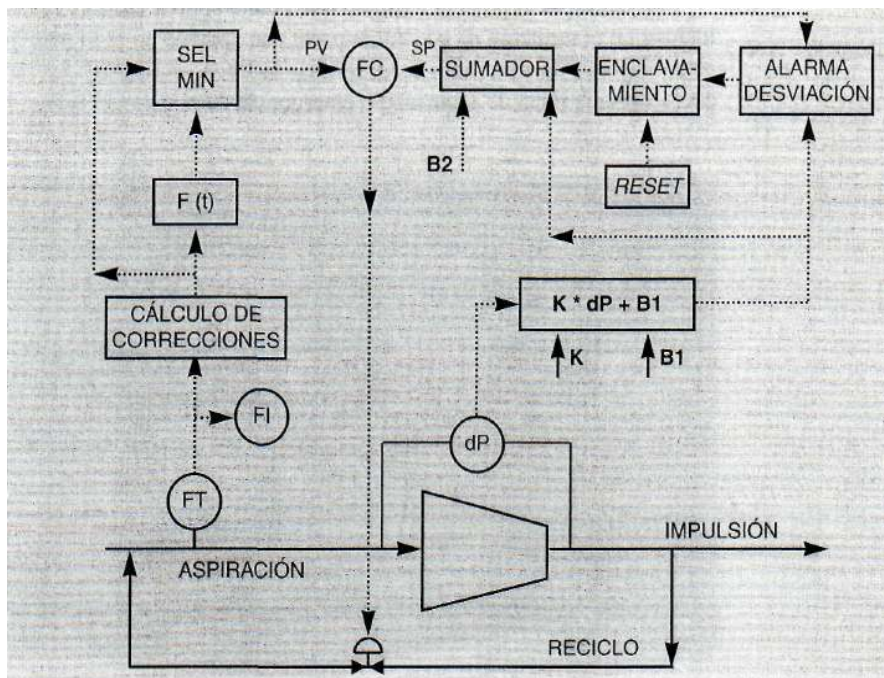 SEL
MIN
PV
FC
SP
SUMADOR
ENCLAVA-
MIENTO
ALARMA
DESVIACIÓN
B2
RESET
F (t)
CÁLCULO DE
CORRECCIONES
K * dP + B1
K
B1
FI
dP
FT
IMPULSIÓN
ASPIRACIÓN
RECICLO